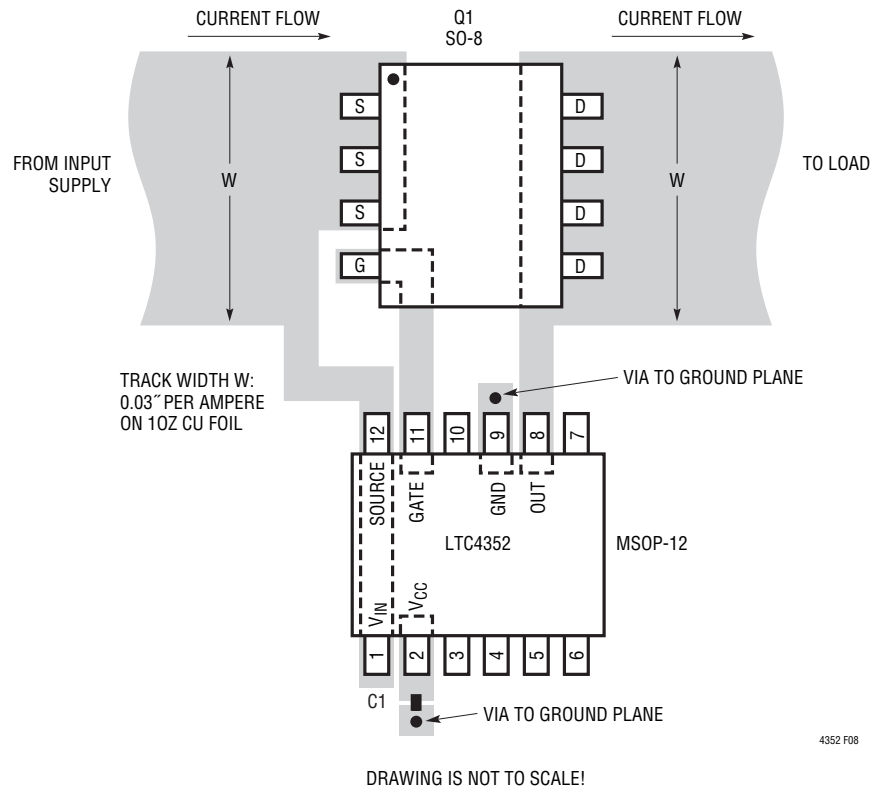 CURRENT FLOW
Q1
SO-8
CURRENT FLOW
S
S
S
G
D
D
D
D
FROM INPUT
SUPPLY
W
W
TO LOAD
TRACK WIDTH W:
0.03˝ PER AMPERE
ON 1OZ CU FOIL
VIA TO GROUND PLANE
12
11
10
9
8
7
SOURCE
GATE
GND
OUT
LTC4352
MSOP-12
VIN
VCC
1
2
3
4
5
6
C1
VIA TO GROUND PLANE
4352 F08
DRAWING IS NOT TO SCALE!